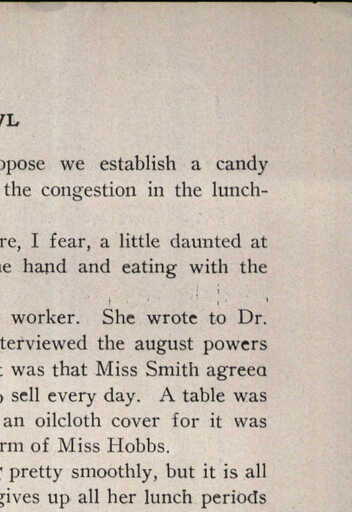 WL
ppose we establish a candy
the congestion in the lunch-
re, I fear, a little daunted at
e hand and eating with the
worker. She wrote to Dr.
terviewed the august powers
t was that Miss Smith agreed
o sell every day. A table was
an oilcloth cover for it was
rm of Miss Hobbs.
pretty smoothly, but it is all
gives up all her lunch periods